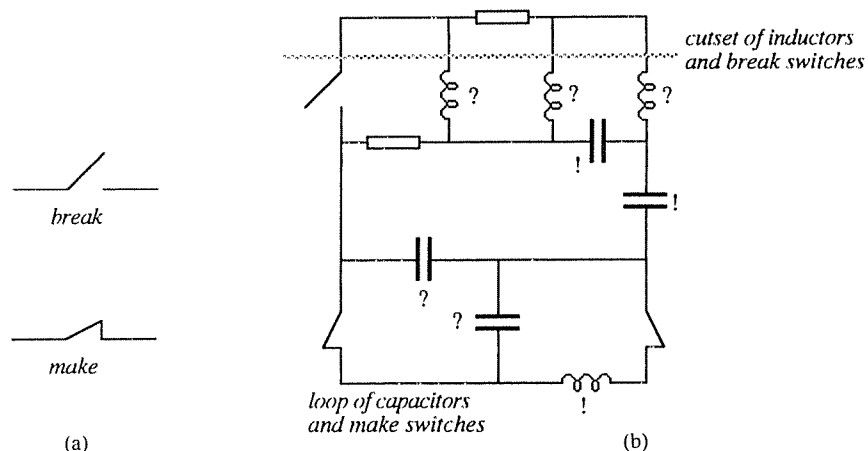 cutset of inductors
and break switches
?
?
?
break
!
!
?
?
make
loop of capacitors
and make switches
!
(a)
(b)